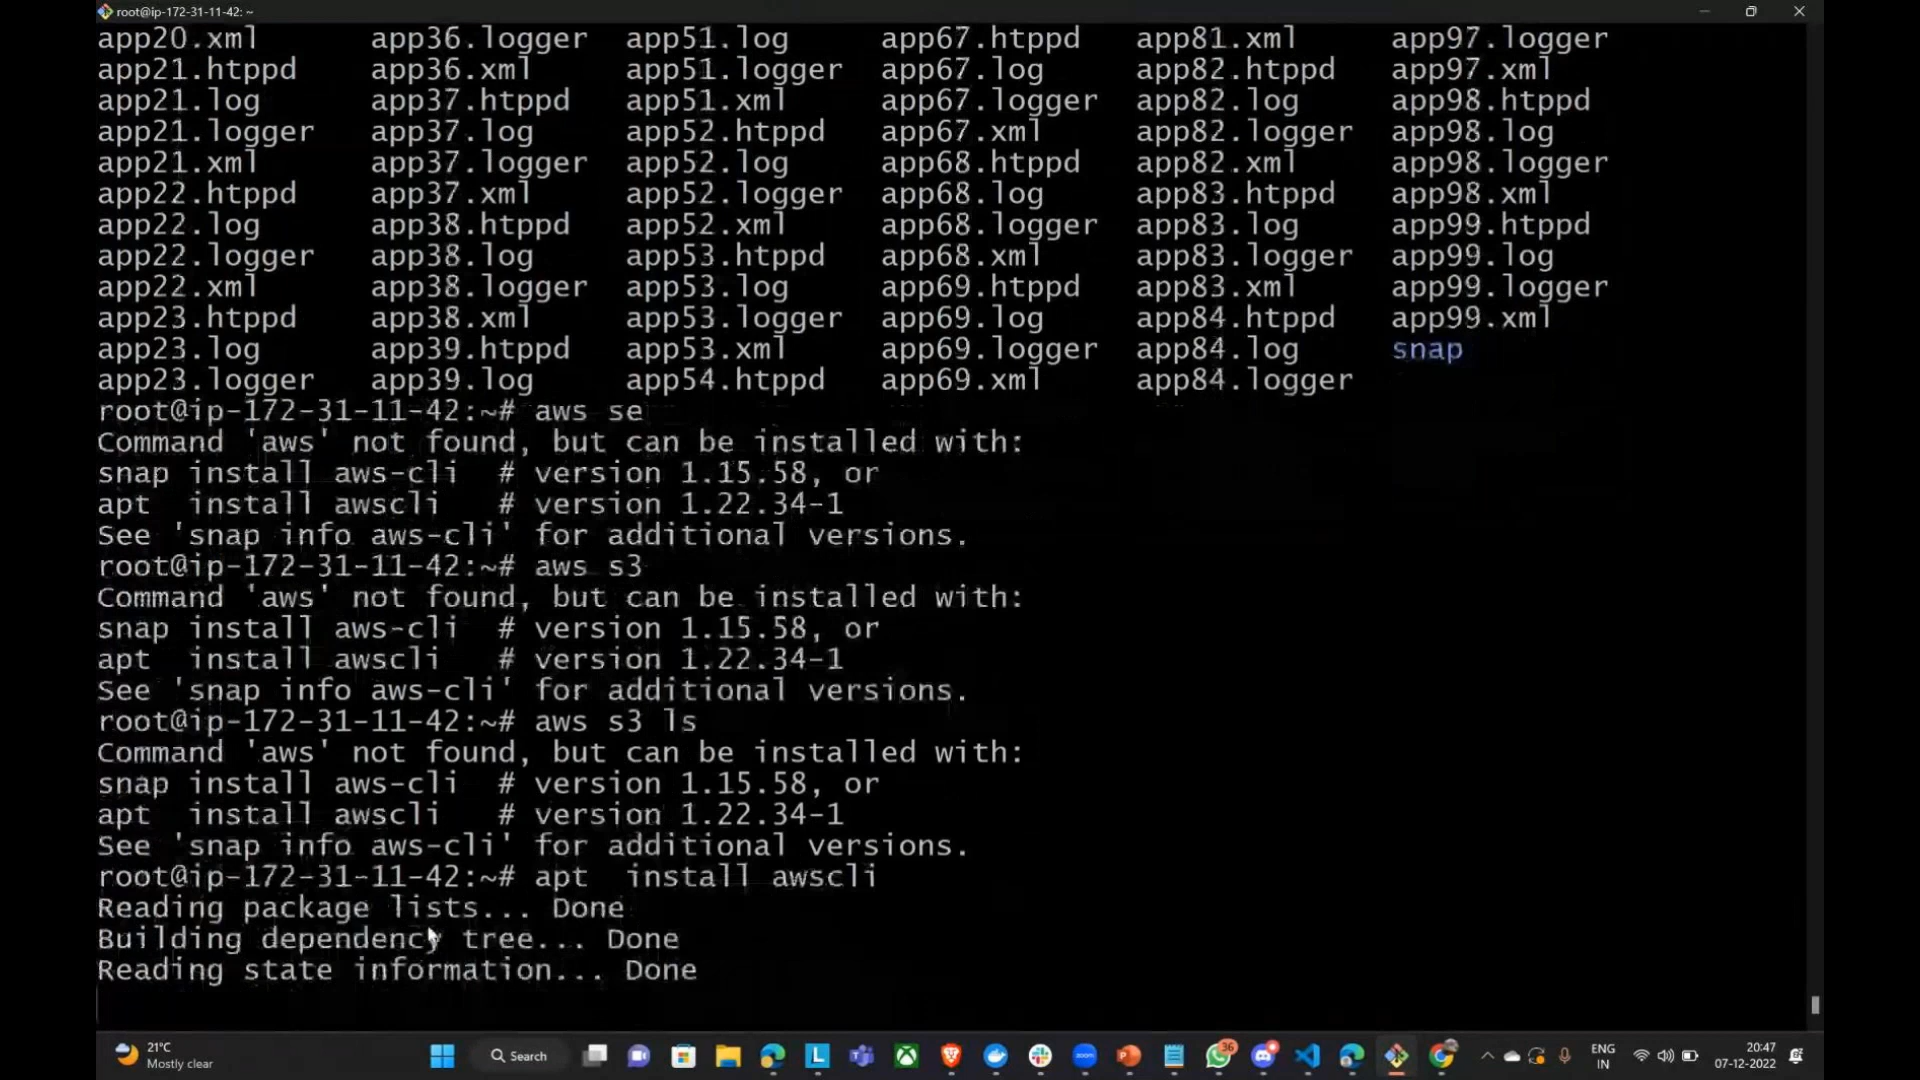 root@ip-172-31-11-42: ~
app20.xml app36.logger app51.log app67.htppd app81.xml app97.logger
app21.htppd app36.xml app51.logger app67.log app82.htppd app97.xml
app21.log app37.htppd app51.xml app67.logger app82.log app98.htppd
app21.logger app37.log app52.htppd app67.xml app82.logger app98.log
app21.xml app37.logger app52.log app68.htppd app82.xml app98.logger
app22.htppd app37.xml app52.logger app68.log app83.htppd app98.xml
app22.log app38.htppd app52.xml app68.logger app83.log app99.htppd
app22.logger app38.log app53.htppd app68.xml app83.logger app99.log
app22.xml app38.logger app53.log app69.htppd app83.xml app99.logger
app23.htppd app38.xml app53.logger app69.log app84.htppd app99.xml
app23.log app39.htppd app53.xml app69.logger app84.log snap
app23.logger app39.log app54.htppd app69.xml app84.logger
root@ip-172-31-11-42:~# aws se
Command 'aws' not found, but can be installed with:
snap install aws-cli # version 1.15.58, or
apt install awscli # version 1.22.34-1
See 'snap info aws-cli' for additional versions.
root@ip-172-31-11-42:~# aws s3
Command 'aws' not found, but can be installed with:
snap install aws-cli # version 1.15.58, or
apt install awscli # version 1.22.34-1
See 'snap info aws-cli' for additional versions.
root@ip-172-31-11-42:~# aws s3 ls
Command 'aws' not found, but can be installed with:
snap install aws-cli # version 1.15.58, or
apt install awscli # version 1.22.34-1
See 'snap info aws-cli' for additional versions.
root@ip-172-31-11-42:~# apt install awscli
Reading package lists... Done
Building dependency tree... Done
Reading state information... Done
21°C
Mostly clear
Search
L
36
ENG
IN
20:47
07-12-2022